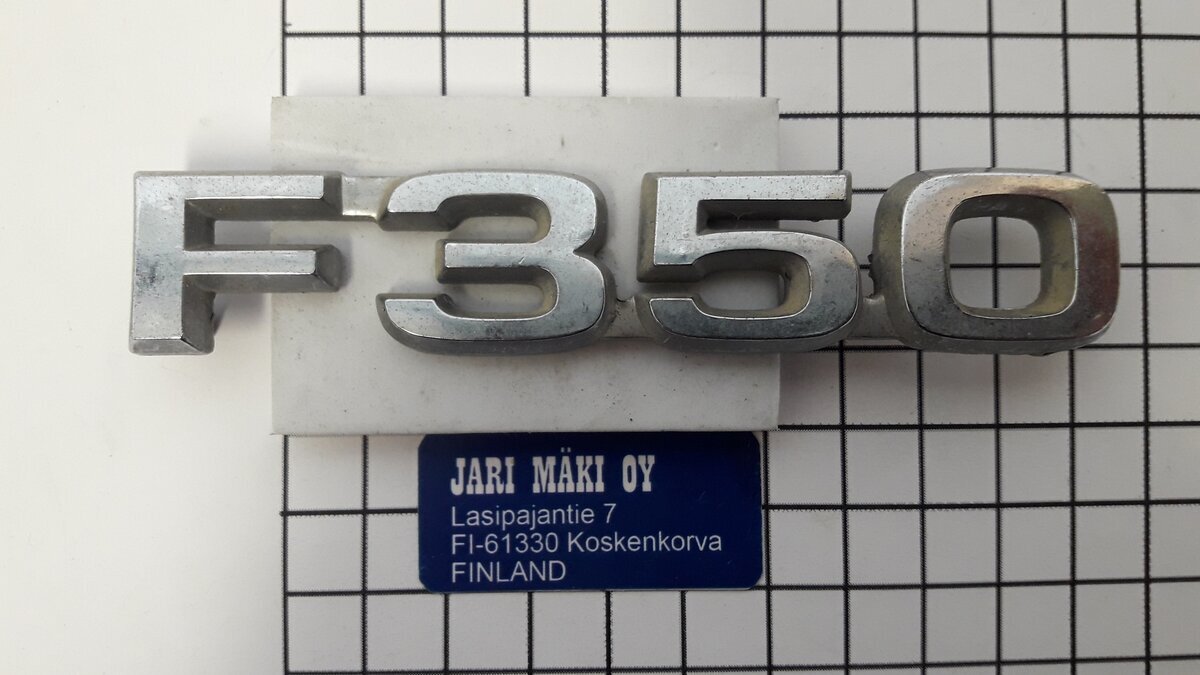 F350
JARI MÄKI OY
Lasipajantie 7
FI-61330 Koskenkorva
FINLAND